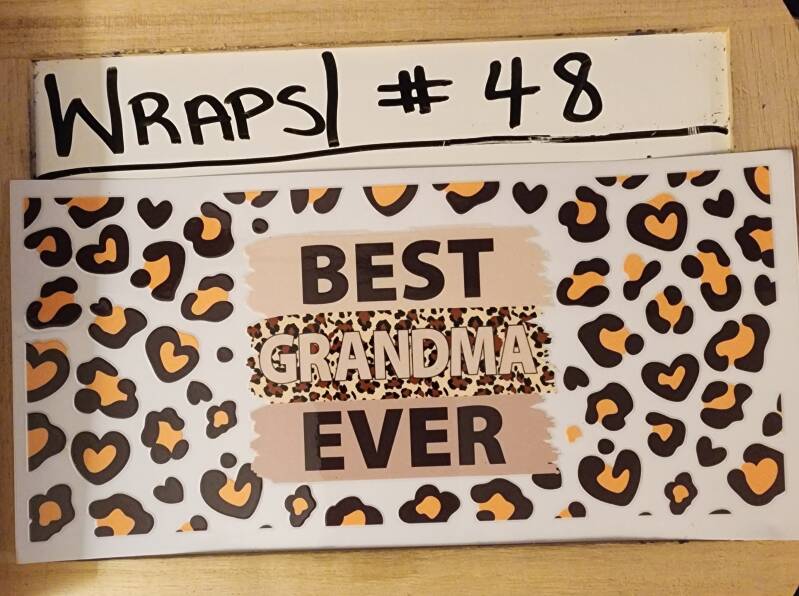 WRAPS| # 48
BEST
GRANDMA
EVER